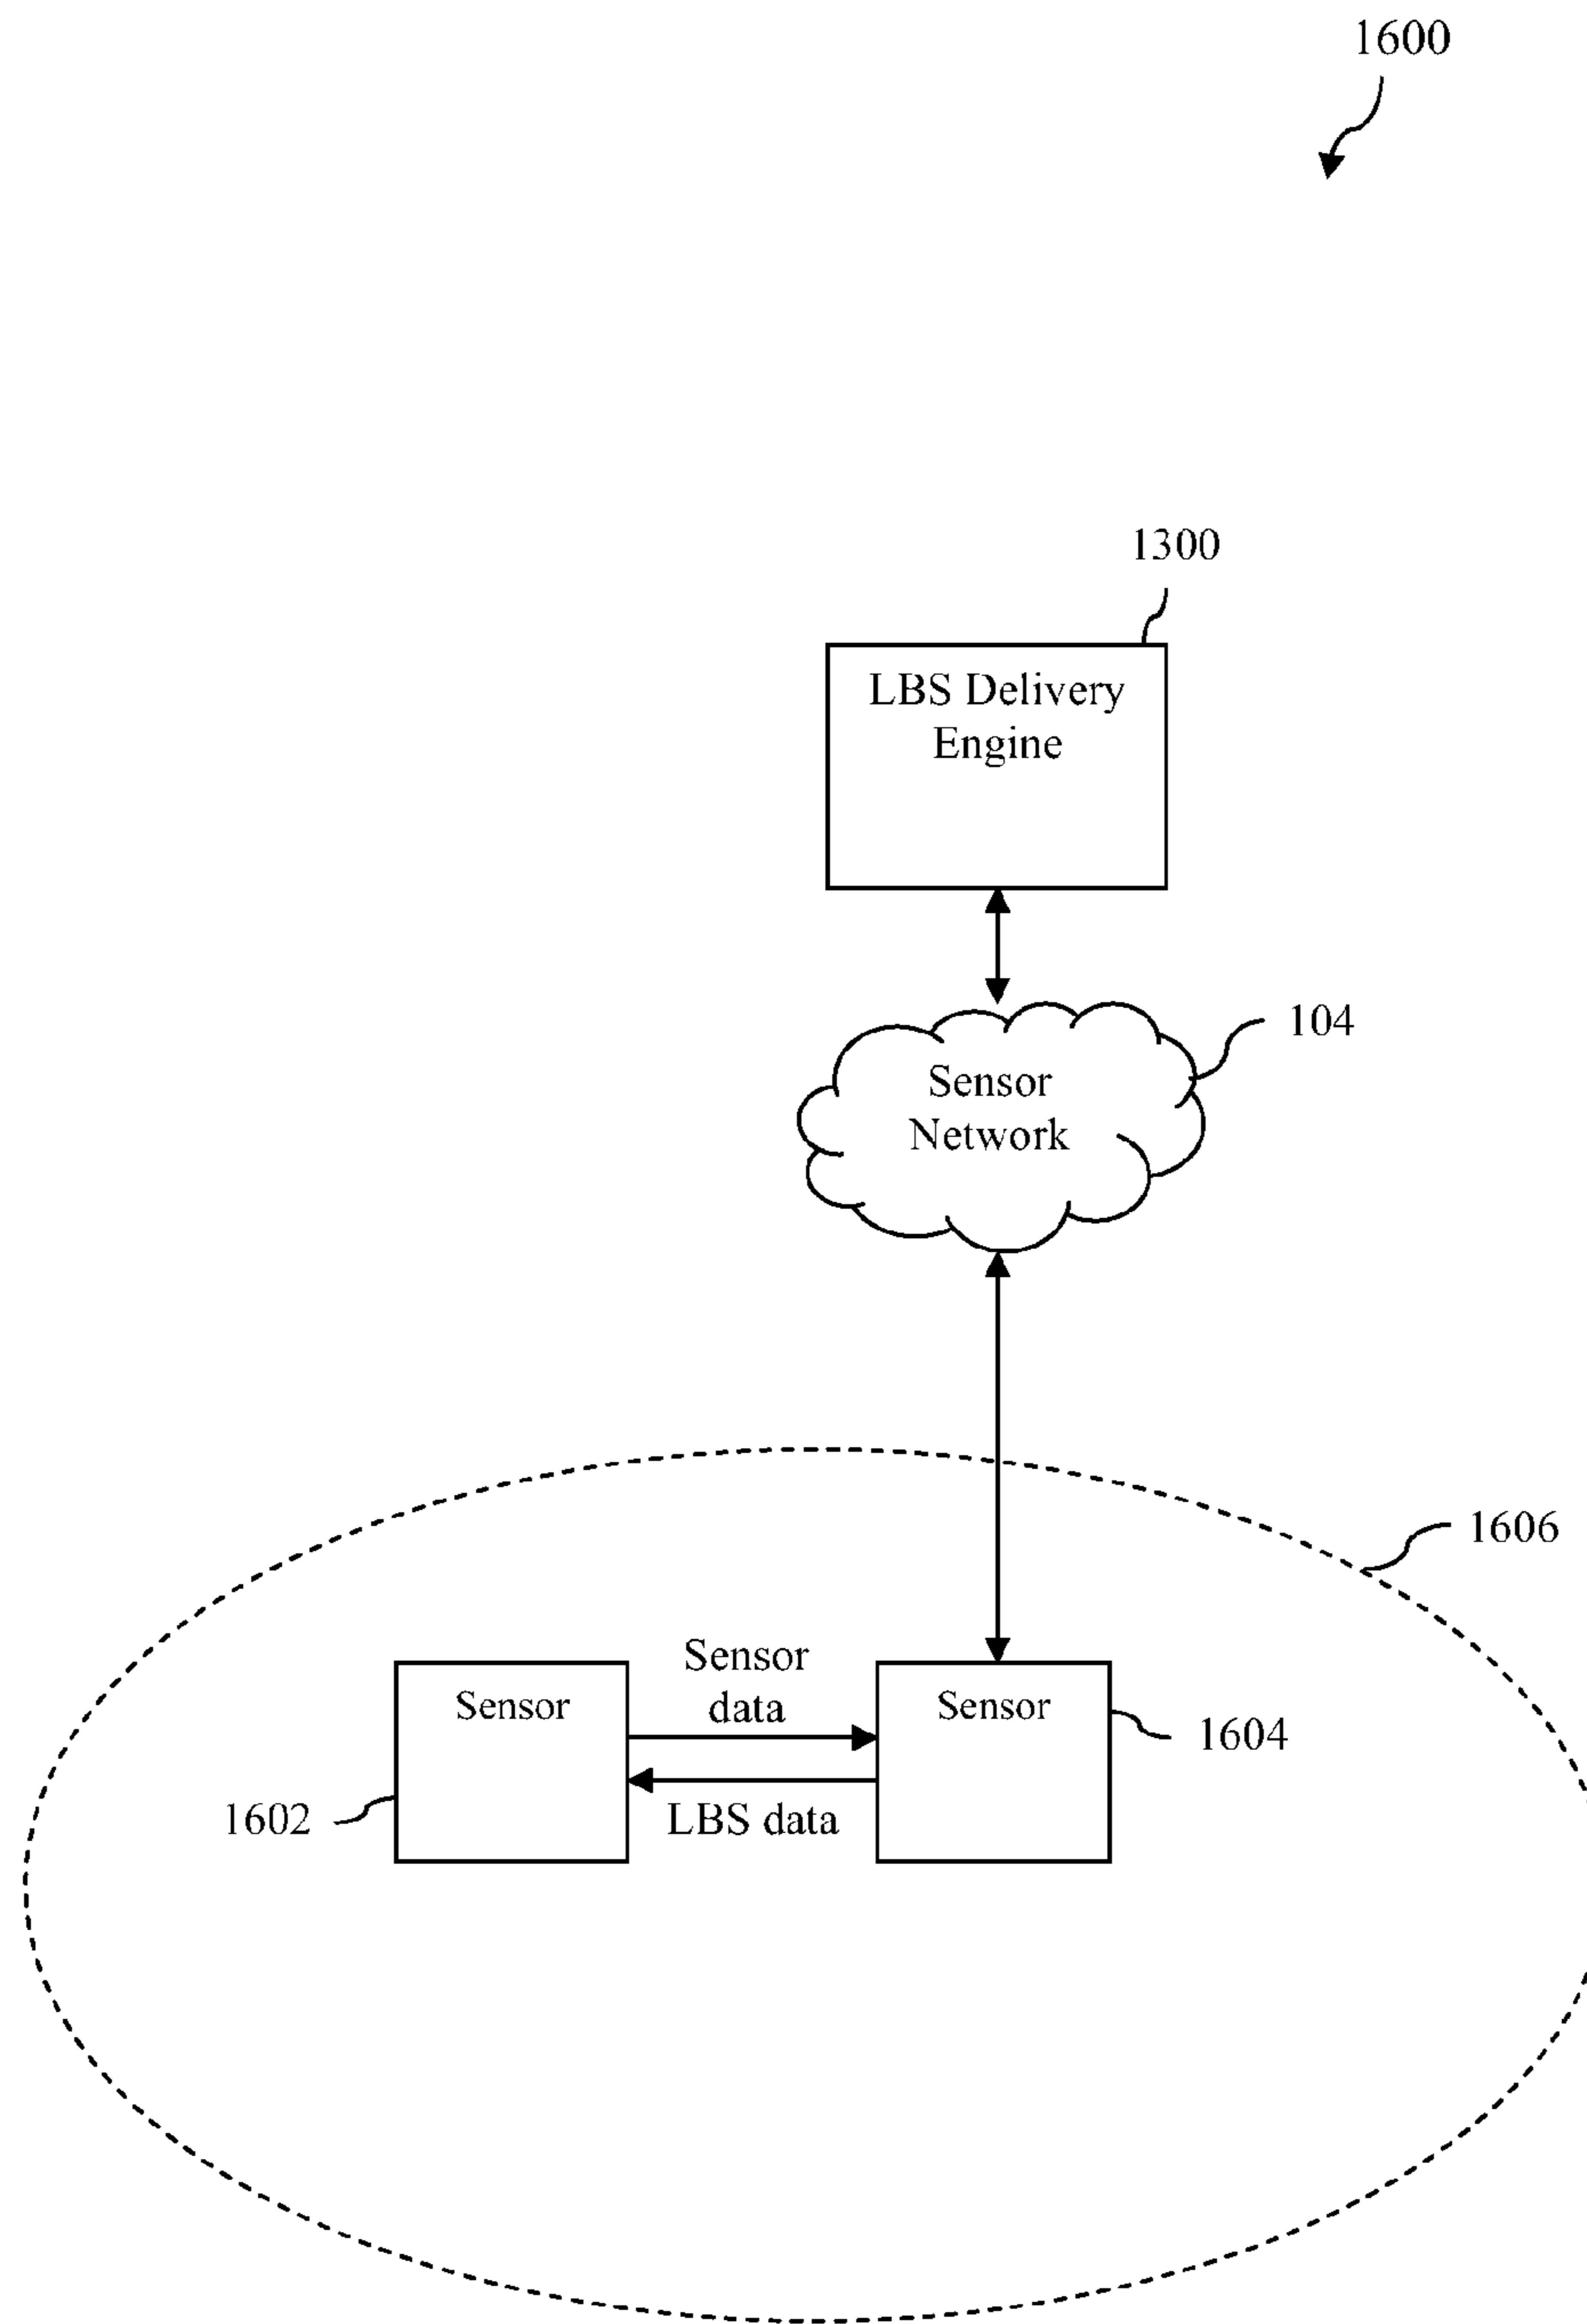 1600
1300
LBS Delivery
Engine
104
Sensor
Network
1606
Sensor
data
Sensor
Sensor
1604
1602
LBS data